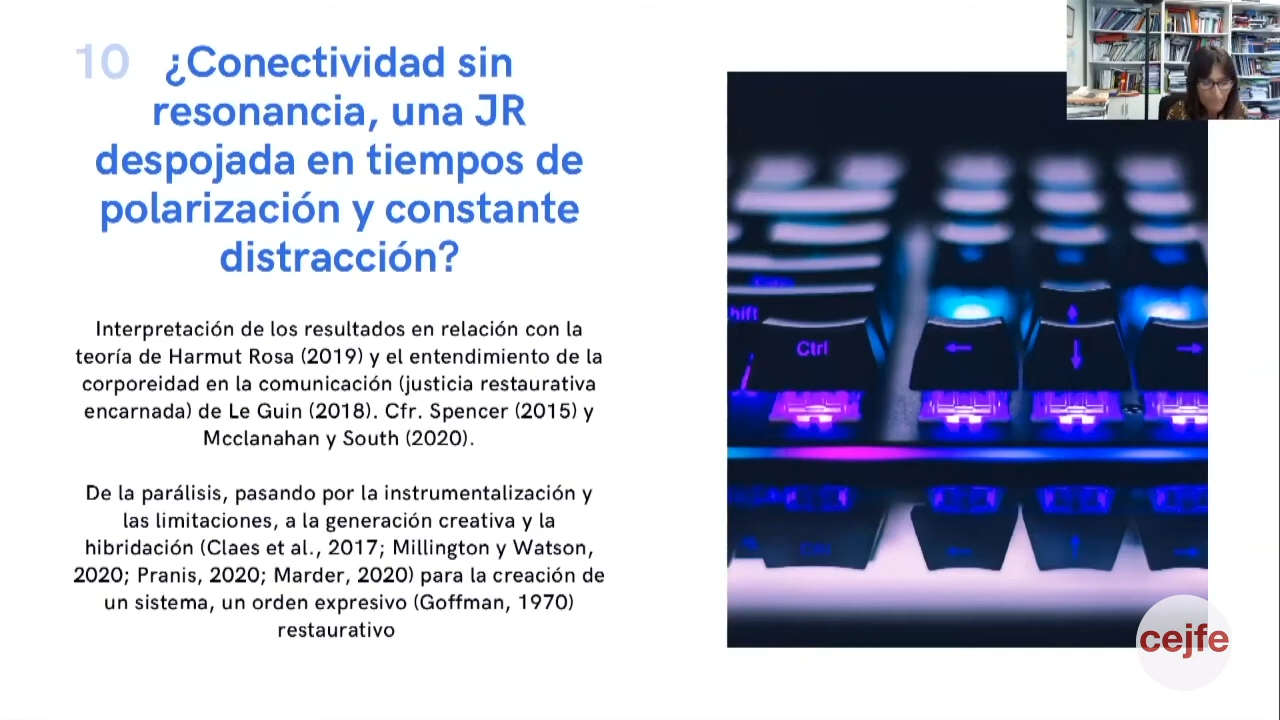 10
¿Conectividad sin
resonancia, una JR
despojada en tiempos de
polarización y constante
distracción?
Interpretación de los resultados en relación con la
teoría de Harmut Rosa (2019) y el entendimiento de la
corporeidad en la comunicación (justicia restaurativa
encarnada) de Le Guin (2018). Cfr. Spencer (2015) y
Mcclanahan y South (2020).
De la parálisis, pasando por la instrumentalización y
las limitaciones, a la generación creativa y la
hibridación (Claes et al., 2017; Millington y Watson,
2020; Pranis, 2020; Marder, 2020) para la creación de
un sistema, un orden expresivo (Goffman, 1970)
restaurativo
hift
Ctrl
cejfe